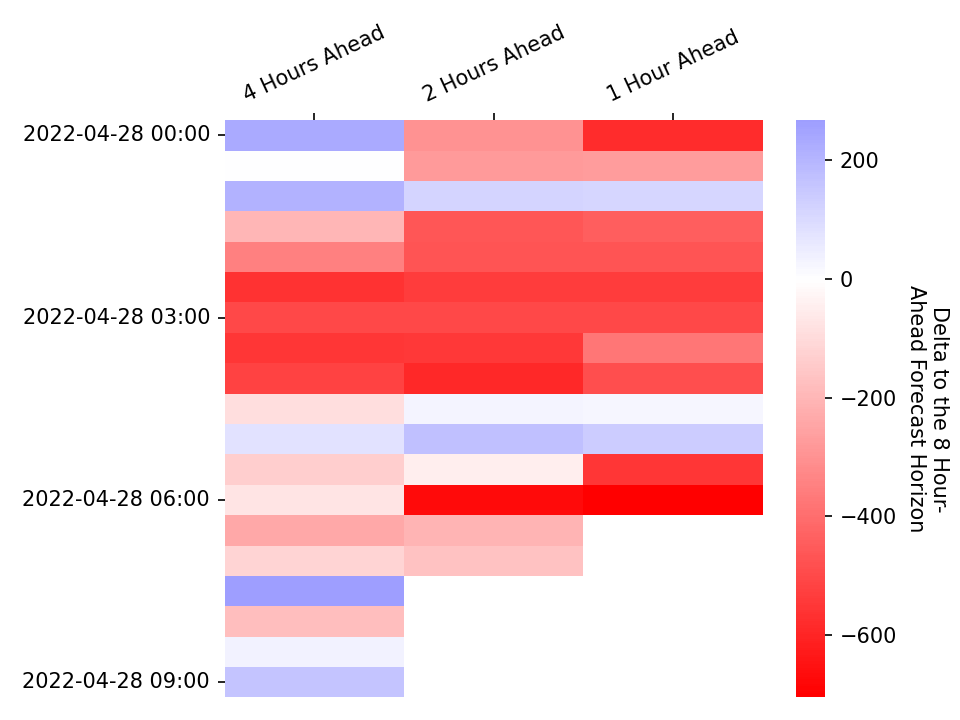 4 Hours Ahead
2 Hours Ahead
1 Hour Ahead
2022-04-28 00:00
2022-04-28 03:00
2022-04-28 06:00
2022-04-28 09:00
200
0
−200
−400
−600
Delta to the 8 Hour-
Ahead Forecast Horizon